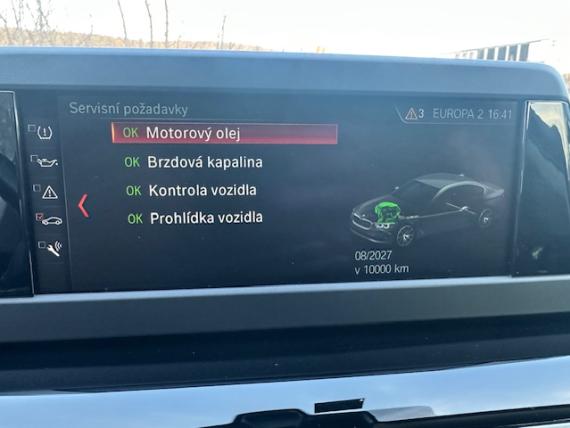 Servisní požadavky
3 EUROPA 2 16:41
OK Motorový olej
OK Brzdová kapalina
OK Kontrola vozidla
OK Prohlídka vozidla
08/2027
v 10000 km